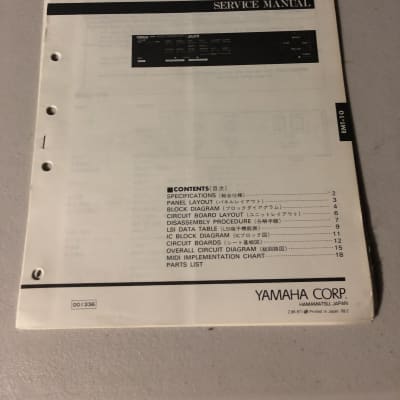 SERVICE MANUAL
YAMAHA
EMT-10
■CONTENTS(目次)
SPECIFICATIONS(総合仕様) 2
PANEL LAYOUT(パネルレイアウト) 3
BLOCK DIAGRAM(ブロックダイアグラム) 4
CIRCUIT BOARD LAYOUT(ユニットレイアウト) 6
DISASSEMBLY PROCEDURE(分解手順) 7
LSI DATA TABLE(LSI端子機能表) 9
IC BLOCK DIAGRAM(ICブロック図) 11
CIRCUIT BOARDS(シート基板図) 12
OVERALL CIRCUIT DIAGRAM(総回路図) 15
MIDI IMPLEMENTATION CHART 18
PARTS LIST
001336
YAMAHA CORP.
HAMAMATSU, JAPAN
Printed in Japan